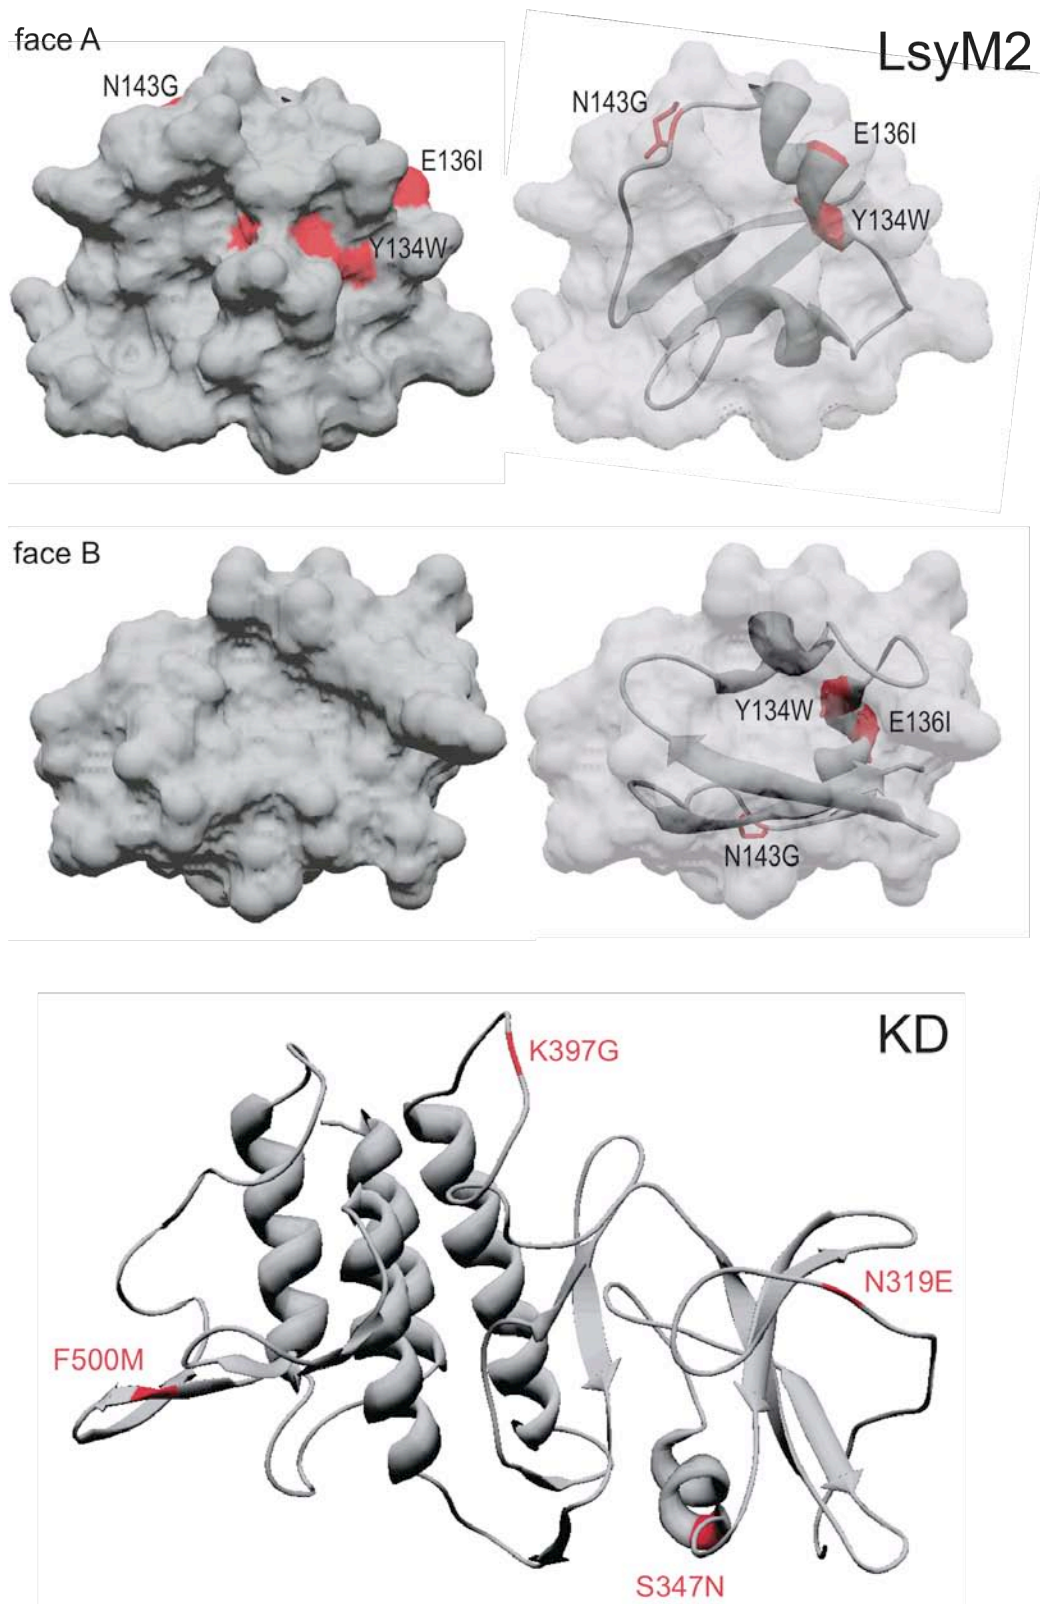 face A
LsyM2
N143G
E136I
Y134W
N143G
E136I
Y134W
face B
Y134W
E136I
N143G
KD
K397G
N319E
F500M
S347N